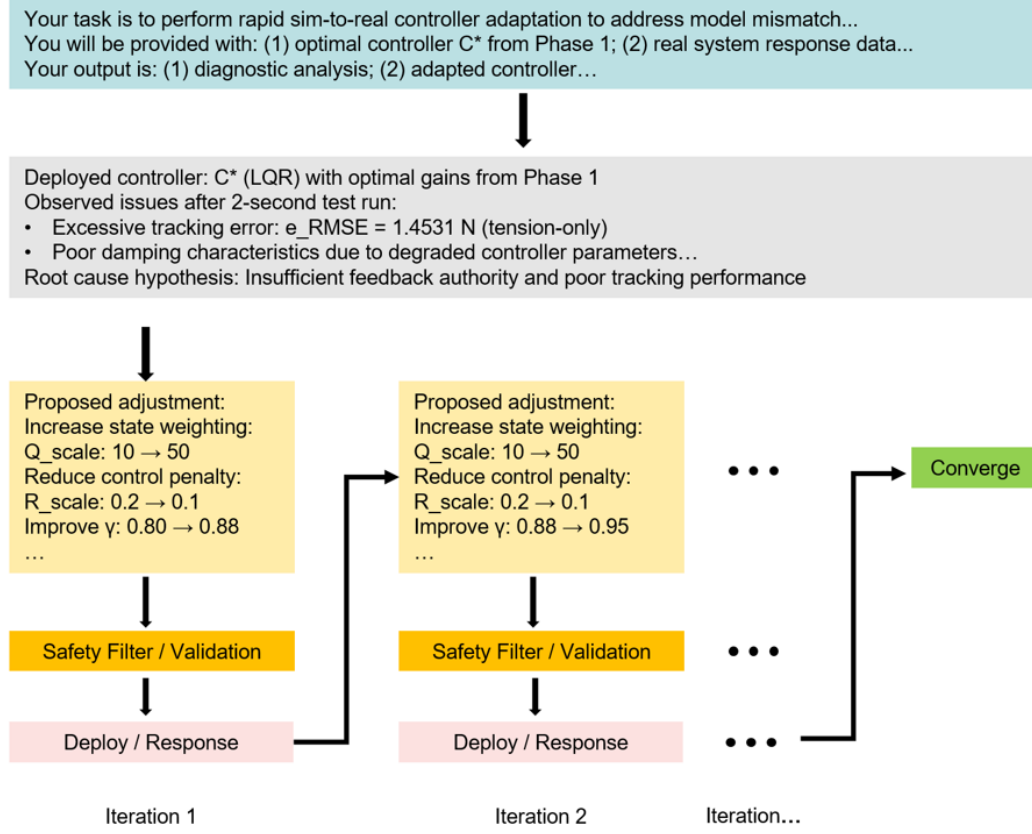 Your task is to perform rapid sim-to-real controller adaptation to address model mismatch...
You will be provided with: (1) optimal controller C* from Phase 1; (2) real system response data...
Your output is: (1) diagnostic analysis; (2) adapted controller…
Deployed controller: C* (LQR) with optimal gains from Phase 1
Observed issues after 2-second test run:
• Excessive tracking error: e_RMSE = 1.4531 N (tension-only)
• Poor damping characteristics due to degraded controller parameters…
Root cause hypothesis: Insufficient feedback authority and poor tracking performance
Proposed adjustment:
Increase state weighting:
Q_scale: 10 → 50
Reduce control penalty:
R_scale: 0.2 → 0.1
Improve γ: 0.80 → 0.88
…
Safety Filter / Validation
Deploy / Response
Iteration 1
Proposed adjustment:
Increase state weighting:
Q_scale: 10 → 50
Reduce control penalty:
R_scale: 0.2 → 0.1
Improve γ: 0.88 → 0.95
…
Safety Filter / Validation
Deploy / Response
Iteration 2
•••
•••
•••
Iteration…
Converge